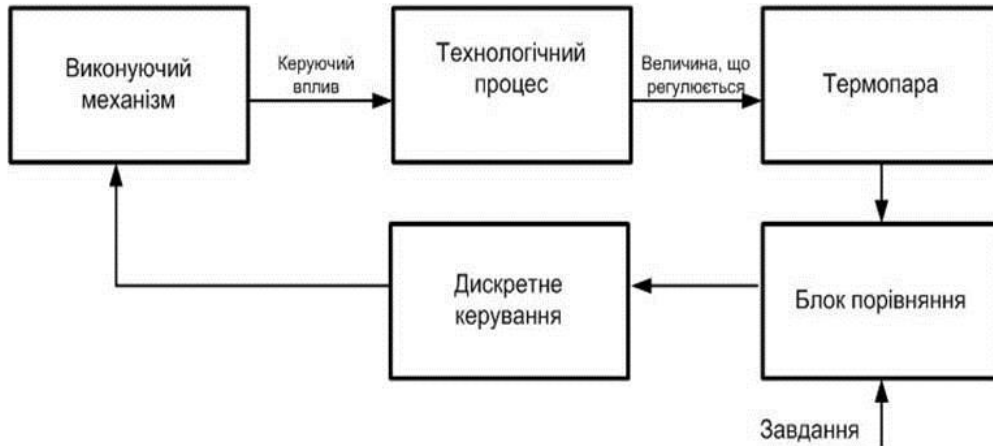 Виконуючий
механізм
Керуючий
вплив
Технологічний
процес
Величина, що
регулюється
Термопара
Дискретне
керування
Блок порівняння
Завдання